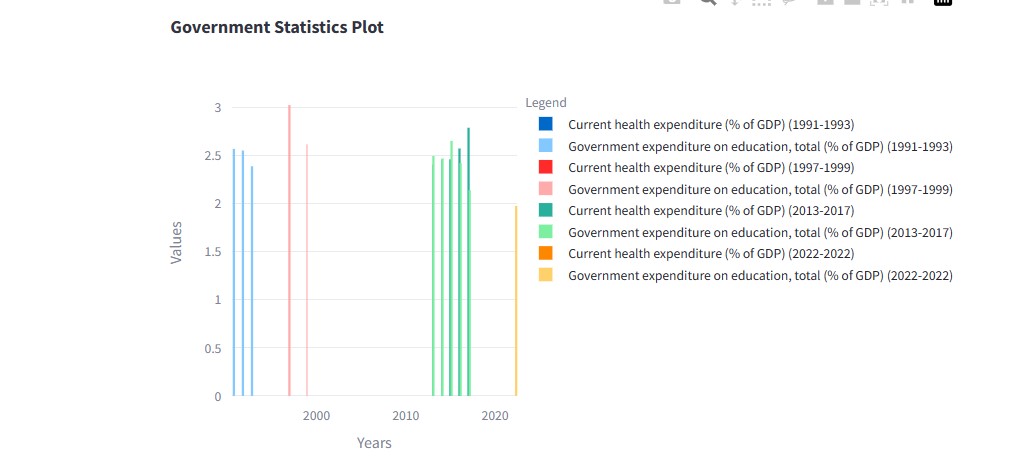 Government Statistics Plot
Legend
Current health expenditure (% of GDP) (1991-1993)
Government expenditure on education, total (% of GDP) (1991-1993)
Current health expenditure (% of GDP) (1997-1999)
Government expenditure on education, total (% of GDP) (1997-1999)
Current health expenditure (% of GDP) (2013-2017)
Government expenditure on education, total (% of GDP) (2013-2017)
Current health expenditure (% of GDP) (2022-2022)
Government expenditure on education, total (% of GDP) (2022-2022)
3
2.5
2
1.5
1
0.5
0
Values
2000 2010 2020
Years